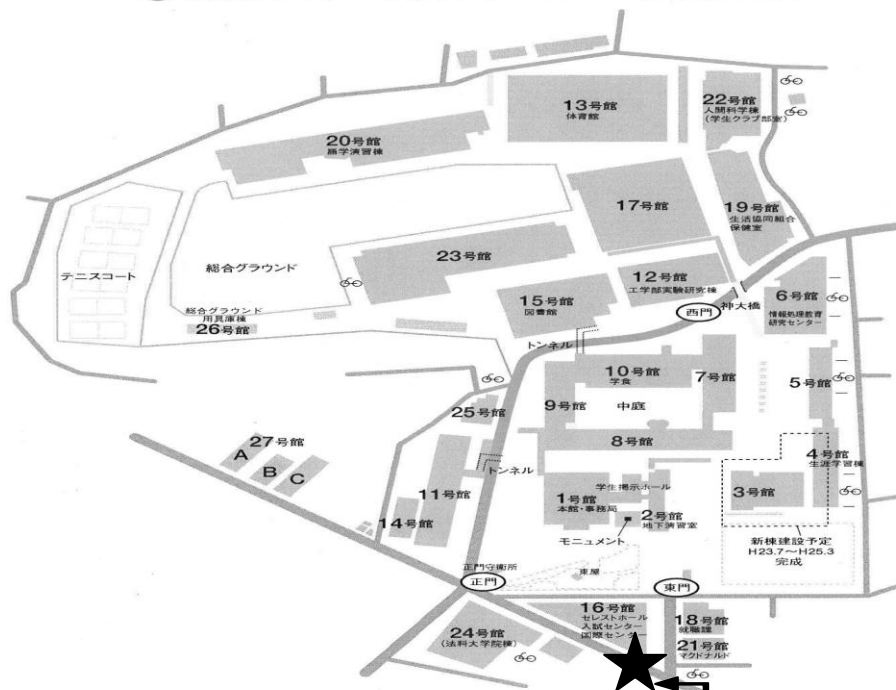 13号館
体育館
22号館
人間科学棟
(学生クラブ部室)
20号館
語学演習棟
17号館
19号館
生活協同組合
保健室
23号館
総合グラウンド
テニスコート
12号館
工学部実験研究棟
神大橋
6号館
情報処理教育
研究センター
15号館
図書館
西門
総合グラウンド
用具庫棟
26号館
トンネル
10号館
学食
7号館
5号館
9号館
中庭
25号館
8号館
27号館
A
B
C
4号館
生涯学習棟
トンネル
11号館
学生掲示ホール
1号館
本館・事務局
3号館
2号館
地下演習室
14号館
モニュメント
新棟建設予定
H23.7〜H25.3
完成
正門守衛所
正門
東屋
東門
16号館
セレストホール
入試センター
国際センター
18号館
就職課
24号館
(法科大学院棟)
21号館
マクドナルド